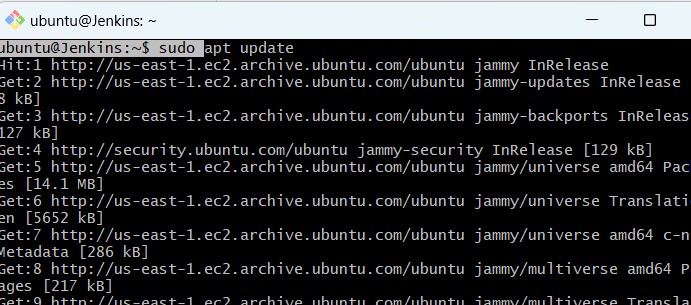 ubuntu@Jenkins: ~
ubuntu@Jenkins:~$ sudo apt update
Hit:1 http://us-east-1.ec2.archive.ubuntu.com/ubuntu jammy InRelease
Get:2 http://us-east-1.ec2.archive.ubuntu.com/ubuntu jammy-updates InRelease
8 kB]
Get:3 http://us-east-1.ec2.archive.ubuntu.com/ubuntu jammy-backports InReleas
127 kB]
Get:4 http://security.ubuntu.com/ubuntu jammy-security InRelease [129 kB]
Get:5 http://us-east-1.ec2.archive.ubuntu.com/ubuntu jammy/universe amd64 Pac
es [14.1 MB]
Get:6 http://us-east-1.ec2.archive.ubuntu.com/ubuntu jammy/universe Translati
en [5652 kB]
Get:7 http://us-east-1.ec2.archive.ubuntu.com/ubuntu jammy/universe amd64 c-n
Metadata [286 kB]
Get:8 http://us-east-1.ec2.archive.ubuntu.com/ubuntu jammy/multiverse amd64 P
ages [217 kB]
Get:9 http://us-east-1.ec2.archive.ubuntu.com/ubuntu jammy/multiverse Transla